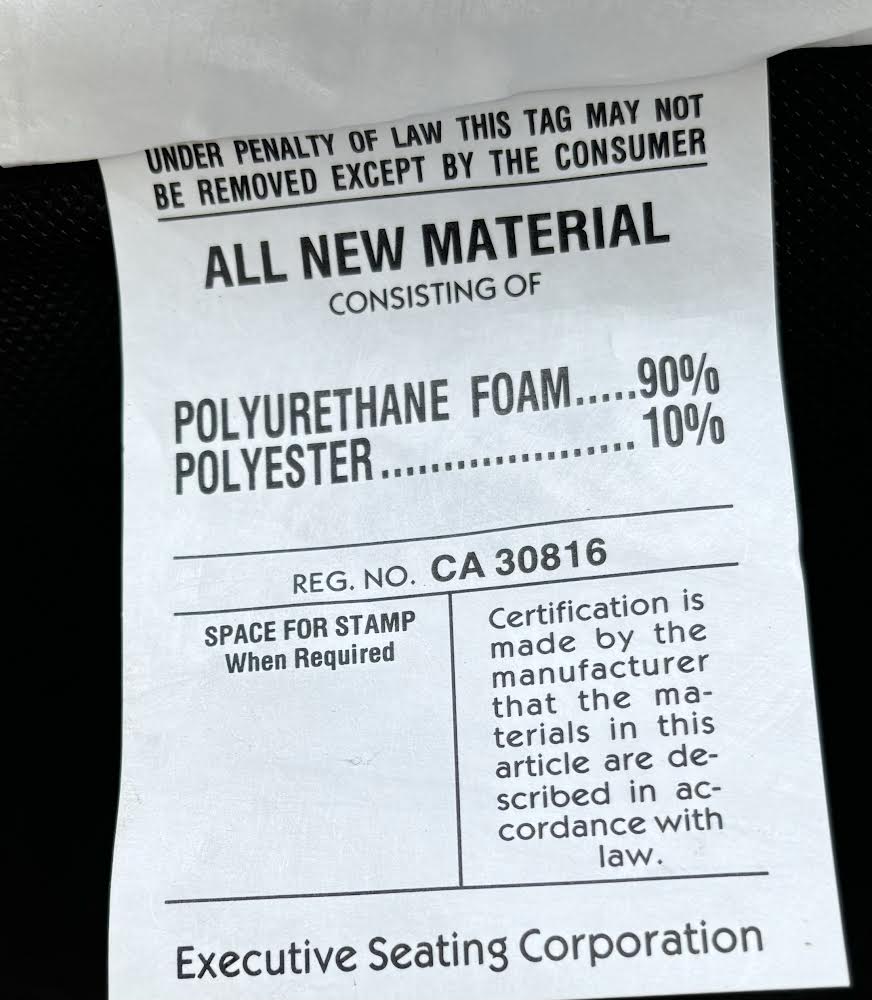 UNDER PENALTY OF LAW THIS TAG MAY NOT
BE REMOVED EXCEPT BY THE CONSUMER
ALL NEW MATERIAL
CONSISTING OF
POLYURETHANE FOAM.....90%
POLYESTER.....................10%
REG. NO. CA 30816
SPACE FOR STAMP
When Required
Certification is
made by the
manufacturer
that the ma-
terials in this
article are de-
scribed in ac-
cordance with
law.
Executive Seating Corporation